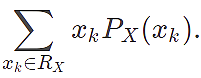 ∑_{x_k∈R_X} x_k P_X(x_k).